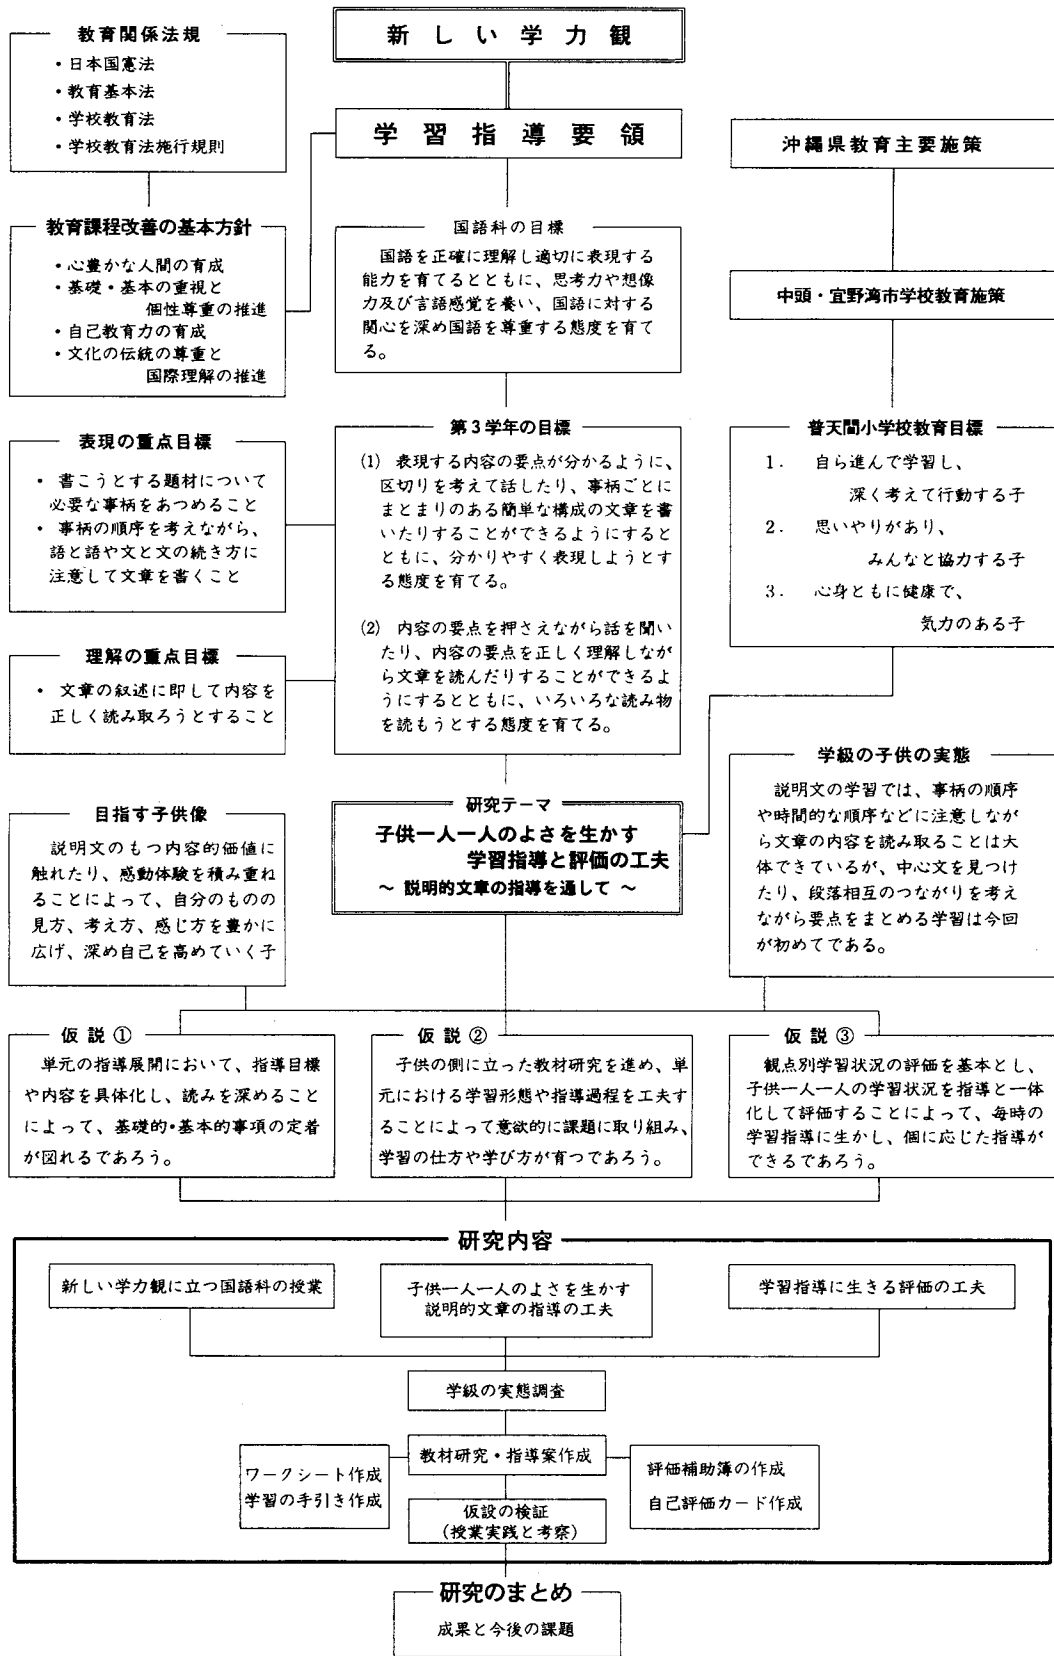 新しい学力観
教育関係法規
・日本国憲法
・教育基本法
・学校教育法
・学校教育法施行規則
学習指導要領
沖縄県教育主要施策
教育課程改善の基本方針
・心豊かな人間の育成
・基礎・基本の重視と
個性尊重の推進
・自己教育力の育成
・文化の伝統の尊重と
国際理解の推進
国語科の目標
国語を正確に理解し適切に表現する
能力を育てるとともに、思考力や想像
力及び言語感覚を養い、国語に対する
関心を深め国語を尊重する態度を育て
る。
中頭・宜野湾市学校教育施策
表現の重点目標
・ 書こうとする題材について
必要な事柄をあつめること
・ 事柄の順序を考えながら、
語と語や文と文の続き方に
注意して文章を書くこと
理解の重点目標
・ 文章の叙述に即して内容を
正しく読み取ろうとすること
第3学年の目標
(1) 表現する内容の要点が分かるように、
区切りを考えて話したり、事柄ごとに
まとまりのある簡単な構成の文章を書
いたりすることができるようにすると
ともに、分かりやすく表現しようとす
る態度を育てる。
(2) 内容の要点を押さえながら話を聞い
たり、内容の要点を正しく理解しなが
ら文章を読んだりすることができるよ
うにするとともに、いろいろな読み物
を読もうとする態度を育てる。
普天間小学校教育目標
1. 自ら進んで学習し、
深く考えて行動する子
2. 思いやりがあり、
みんなと協力する子
3. 心身ともに健康で、
気力のある子
目指す子供像
説明文のもつ内容的価値に
触れたり、感動体験を積み重ね
ることによって、自分のものの
見方、考え方、感じ方を豊かに
広げ、深め自己を高めていく子
研究テーマ
子供一人一人のよさを生かす
学習指導と評価の工夫
～ 説明的文章の指導を通して ～
学級の子供の実態
説明文の学習では、事柄の順序
や時間的な順序などに注意しなが
ら文章の内容を読み取ることは大
体できているが、中心文を見つけ
たり、段落相互のつながりを考え
ながら要点をまとめる学習は今回
が初めてである。
仮説①
単元の指導展開において、指導目標
や内容を具体化し、読みを深めること
によって、基礎的・基本的事項の定着
が図れるであろう。
仮説②
子供の側に立った教材研究を進め、単
元における学習形態や指導過程を工夫す
ることによって意欲的に課題に取り組み、
学習の仕方や学び方が育つであろう。
仮説③
観点別学習状況の評価を基本とし、
子供一人一人の学習状況を指導と一体
化して評価することによって、毎時の
学習指導に生かし、個に応じた指導が
できるであろう。
研究内容
新しい学力観に立つ国語科の授業
子供一人一人のよさを生かす
説明的文章の指導の工夫
学習指導に生きる評価の工夫
学級の実態調査
教材研究・指導案作成
ワークシート作成
学習の手引き作成
評価補助簿の作成
自己評価カード作成
仮設の検証
(授業実践と考察)
研究のまとめ
成果と今後の課題